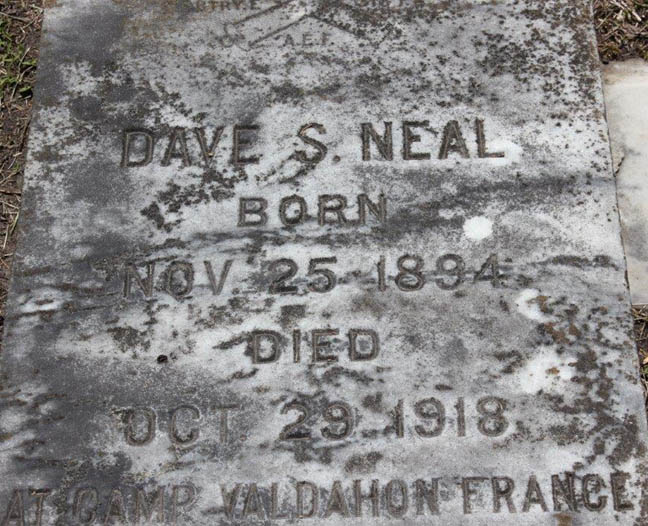 A.E.F.
DAVE S. NEAL
BORN
NOV 25 1894
DIED
OCT 29 1918
AT CAMP VALDAHON FRANCE